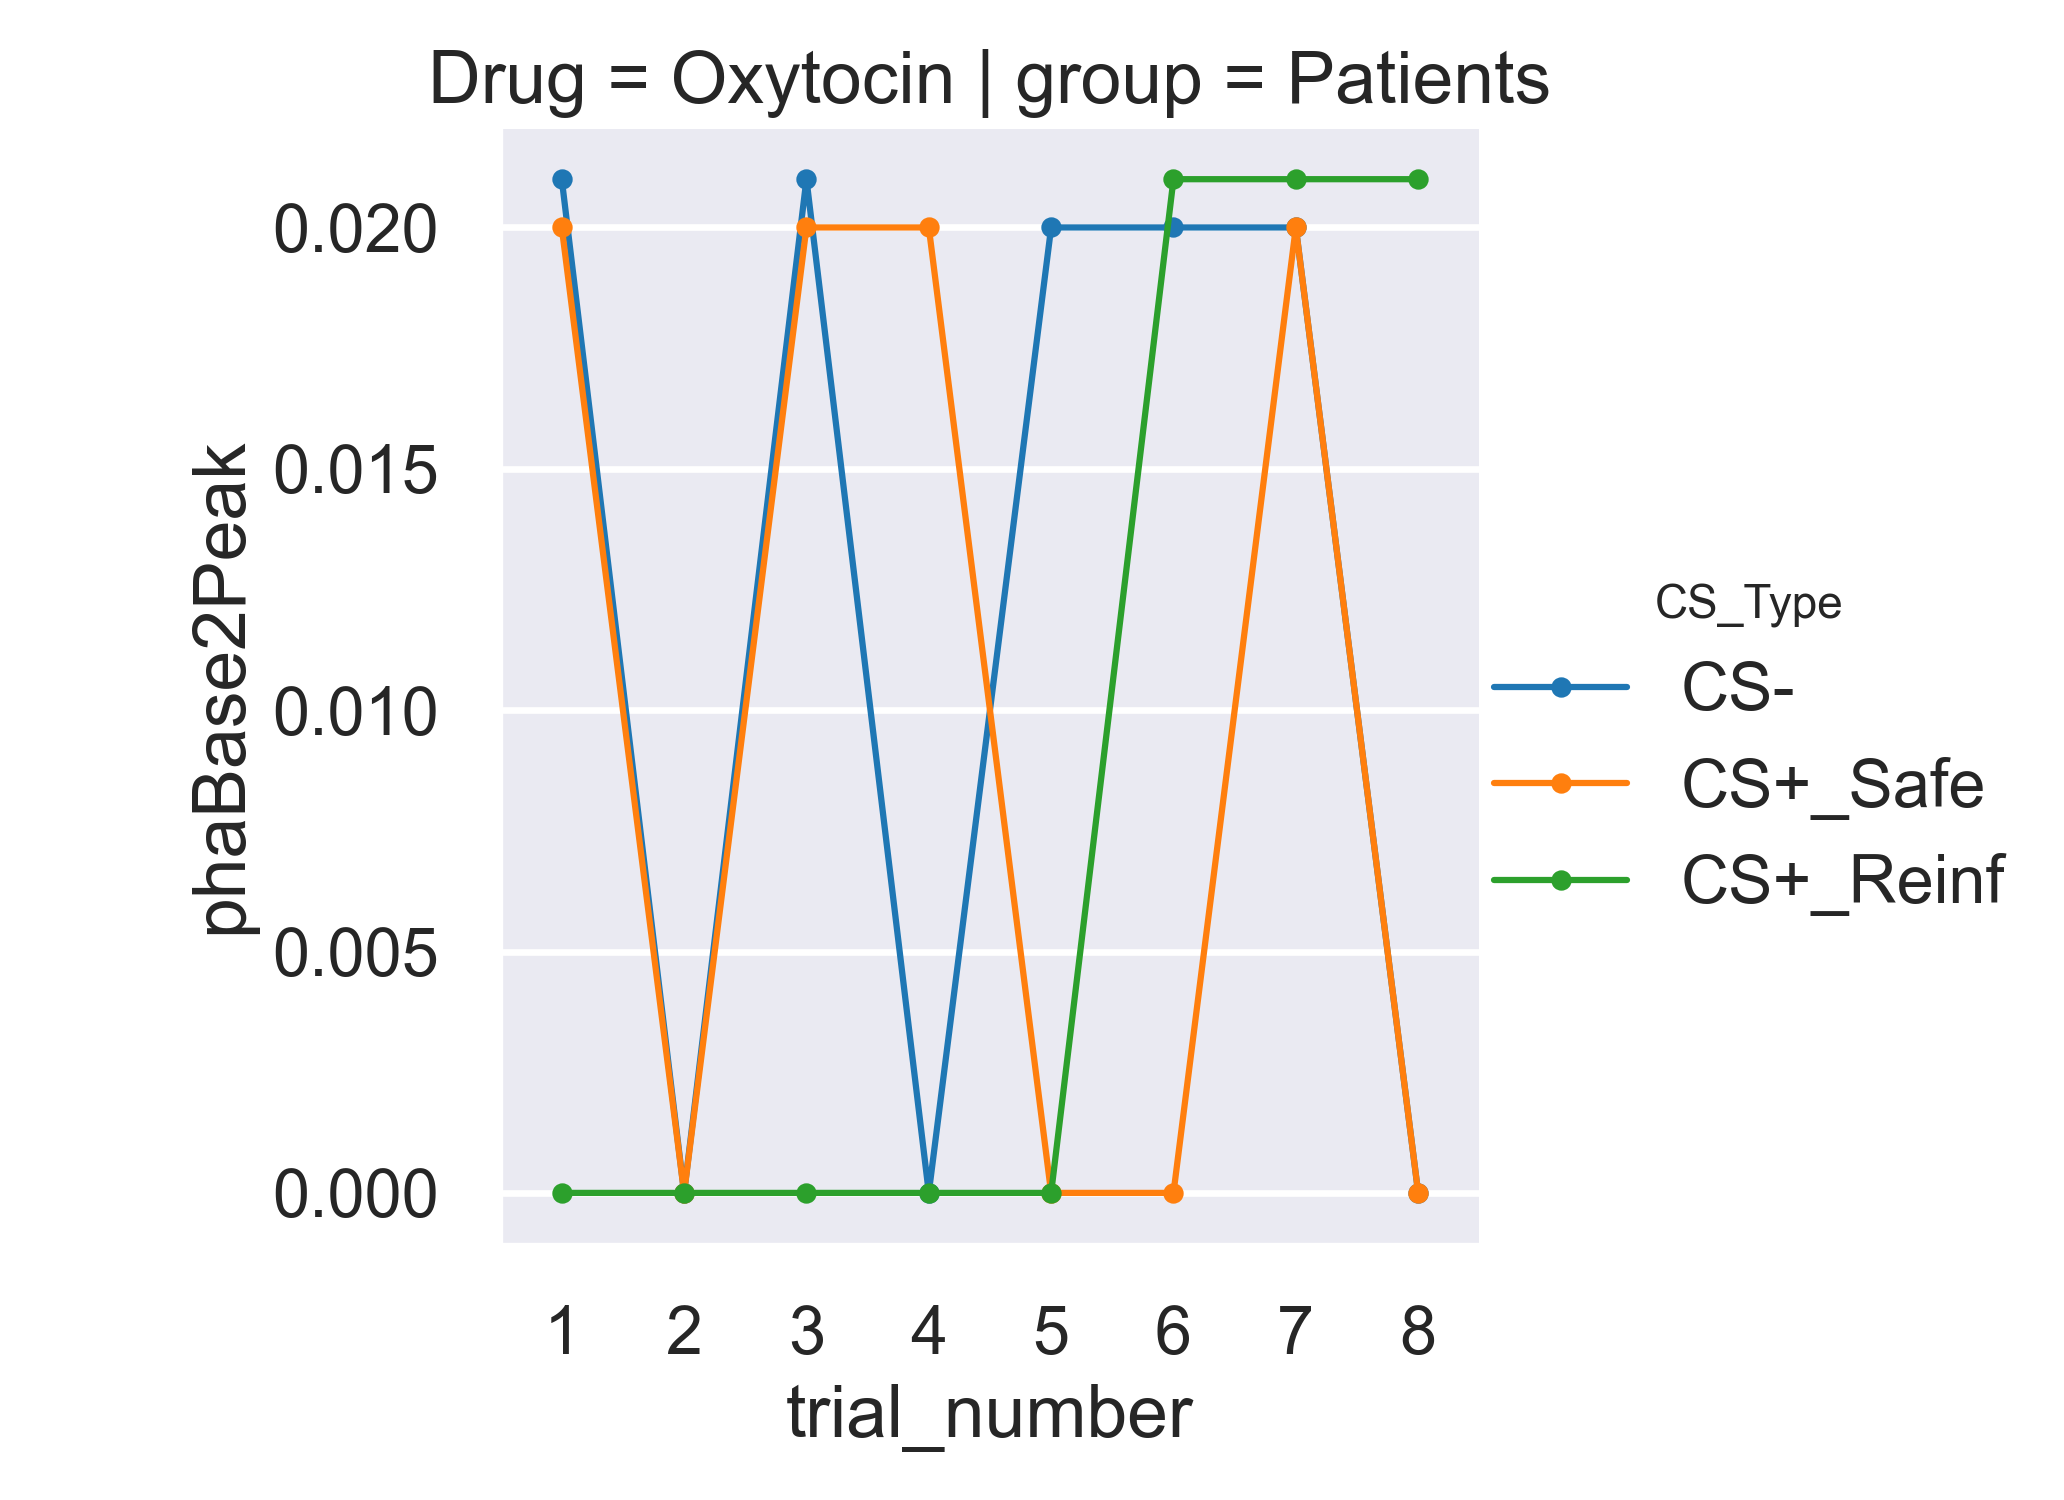 Drug = Oxytocin | group = Patients
0.020
0.015
0.010
0.005
0.000
phaBase2Peak
1 2 3 4 5 6 7 8
trial_number
CS_Type
CS-
CS+_Safe
CS+_Reinf